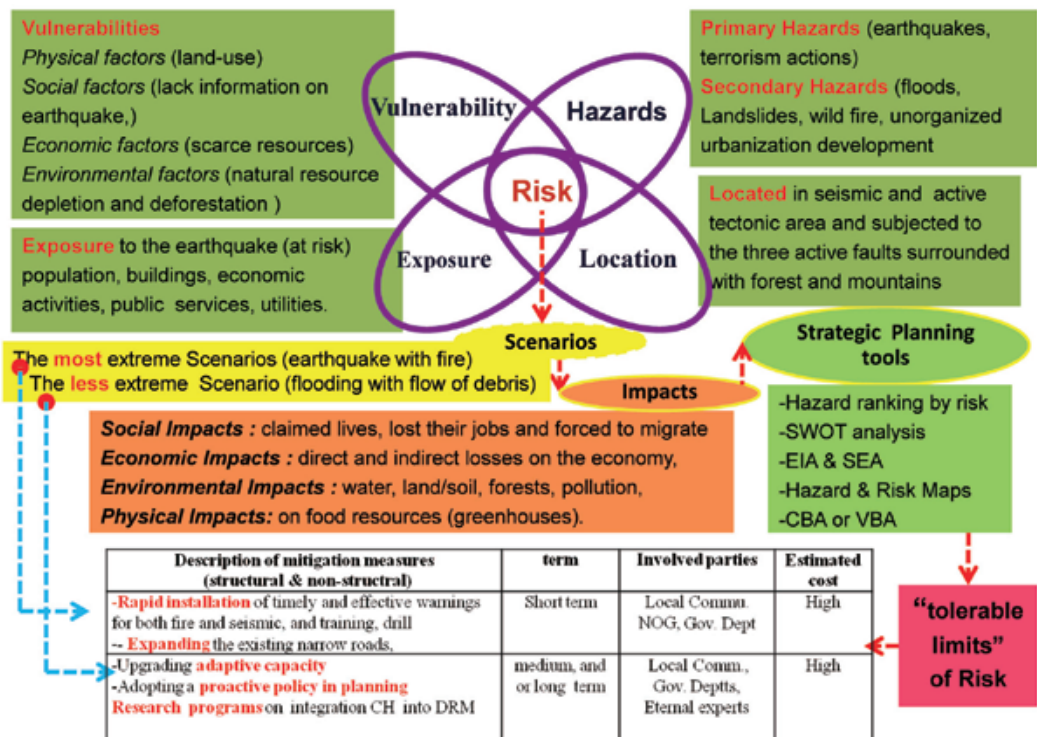 Vulnerabilities
Physical factors (land-use)
Social factors (lack information on
earthquake,)
Economic factors (scarce resources)
Environmental factors (natural resource
depletion and deforestation )
Exposure to the earthquake (at risk)
population, buildings, economic
activities, public services, utilities.
Vulnerability
Hazards
Risk
Exposure
Location
Primary Hazards (earthquakes,
terrorism actions)
Secondary Hazards (floods,
Landslides, wild fire, unorganized
urbanization development
Located in seismic and active
tectonic area and subjected to
the three active faults surrounded
with forest and mountains
Scenarios
The most extreme Scenarios (earthquake with fire)
The less extreme Scenario (flooding with flow of debris)
Impacts
Social Impacts : claimed lives, lost their jobs and forced to migrate
Economic Impacts : direct and indirect losses on the economy,
Environmental Impacts : water, land/soil, forests, pollution,
Physical Impacts: on food resources (greenhouses).
Strategic Planning
tools
-Hazard ranking by risk
-SWOT analysis
-EIA & SEA
-Hazard & Risk Maps
-CBA or VBA
"tolerable
limits"
of Risk
Description of mitigation measures
(structural & non-structral)
term
Involved parties
Estimated
cost
-Rapid installation of timely and effective warnings
for both fire and seismic, and training, drill
-- Expanding the existing narrow roads,
Short term
Local Commu.
NOG, Gov. Dept
High
-Upgrading adaptive capacity
-Adopting a proactive policy in planning
Research programs on integration CH into DRM
medium, and
or long term
Local Comm.,
Gov. Deptts,
Eternal experts
High